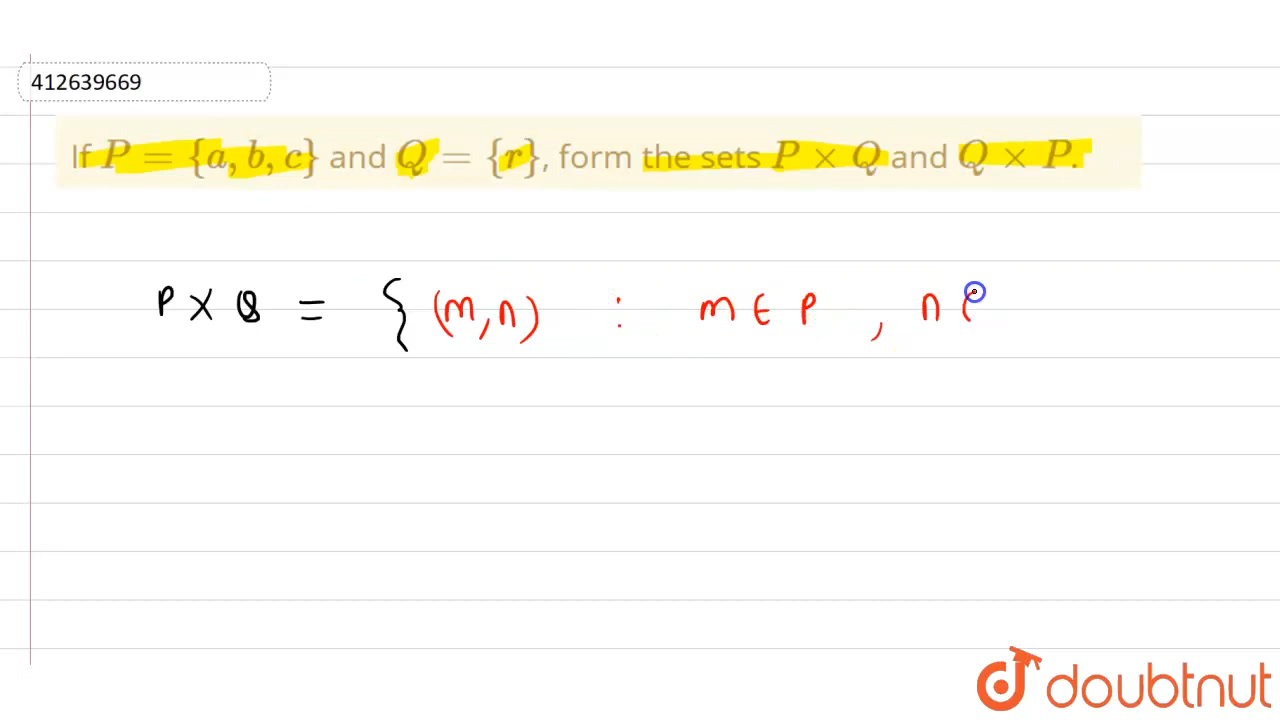 412639669
If P = {a, b, c} and Q = {r}, form the sets P × Q and Q × P.
P × Q = { (m, n) : m ∈ P , n
doubtnut